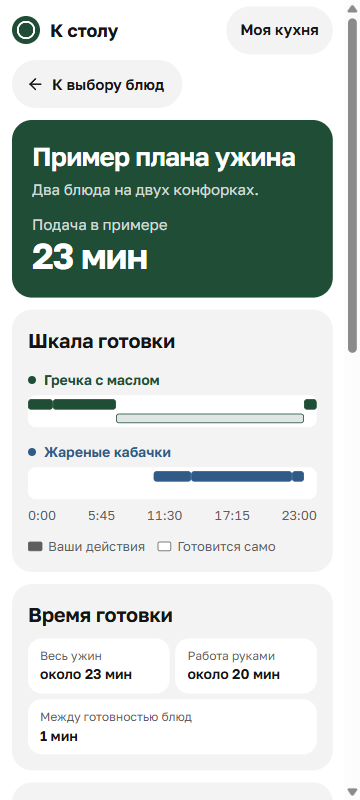 К столу
Моя кухня
← К выбору блюд
Пример плана ужина
Два блюда на двух конфорках.
Подача в примере
23 мин
Шкала готовки
Гречка с маслом
Жареные кабачки
0:00 5:45 11:30 17:15 23:00
Ваши действия Готовится само
Время готовки
Весь ужин
около 23 мин
Работа руками
около 20 мин
Между готовностью блюд
1 мин